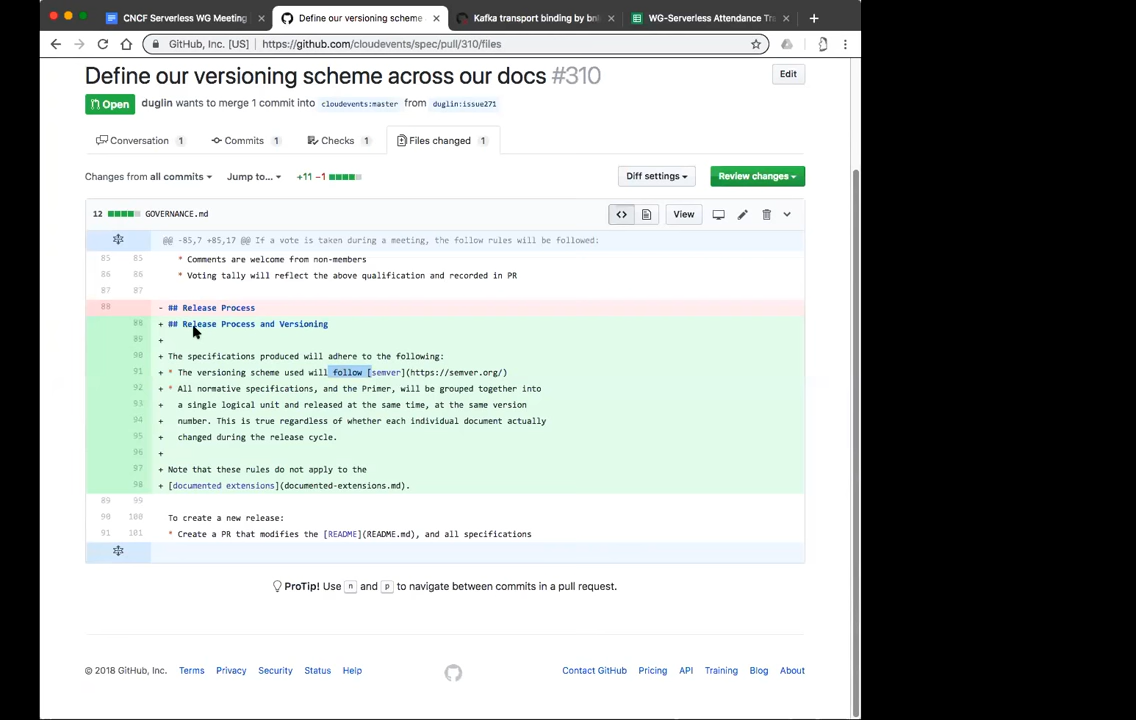 CNCF Serverless WG Meeting
Define our versioning scheme
Kafka transport binding by
WG-Serverless Attendance
GitHub, Inc. [US]
https://github.com/cloudevents/spec/pull/310/files
Define our versioning scheme across our docs #310
Edit
Open
duglin wants to merge 1 commit into cloudevents:master from duglin:issue271
Conversation 1
Commits 1
Checks 1
Files changed 1
Changes from all commits
Jump to...
+11 −1
Diff settings
Review changes
12 GOVERNANCE.md
<>
View
@@ -85,7 +85,17 @@ If a vote is taken during a meeting, the follow rules will be followed:
85 85 * Comments are welcome from non-members
86 86 * Voting tally will reflect the above qualification and recorded in PR
87 87
88 - ## Release Process
88 + ## Release Process and Versioning
89 +
90 + The specifications produced will adhere to the following:
91 + * The versioning scheme used will follow [semver](https://semver.org/)
92 + * All normative specifications, and the Primer, will be grouped together into
93 + a single logical unit and released at the same time, at the same version
94 + number. This is true regardless of whether each individual document actually
95 + changed during the release cycle.
96 +
97 + Note that these rules do not apply to the
98 + [documented extensions](documented-extensions.md).
89 99
90 100 To create a new release:
91 101 * Create a PR that modifies the [README](README.md), and all specifications
ProTip! Use n and p to navigate between commits in a pull request.
© 2018 GitHub, Inc.
Terms
Privacy
Security
Status
Help
Contact GitHub
Pricing
API
Training
Blog
About